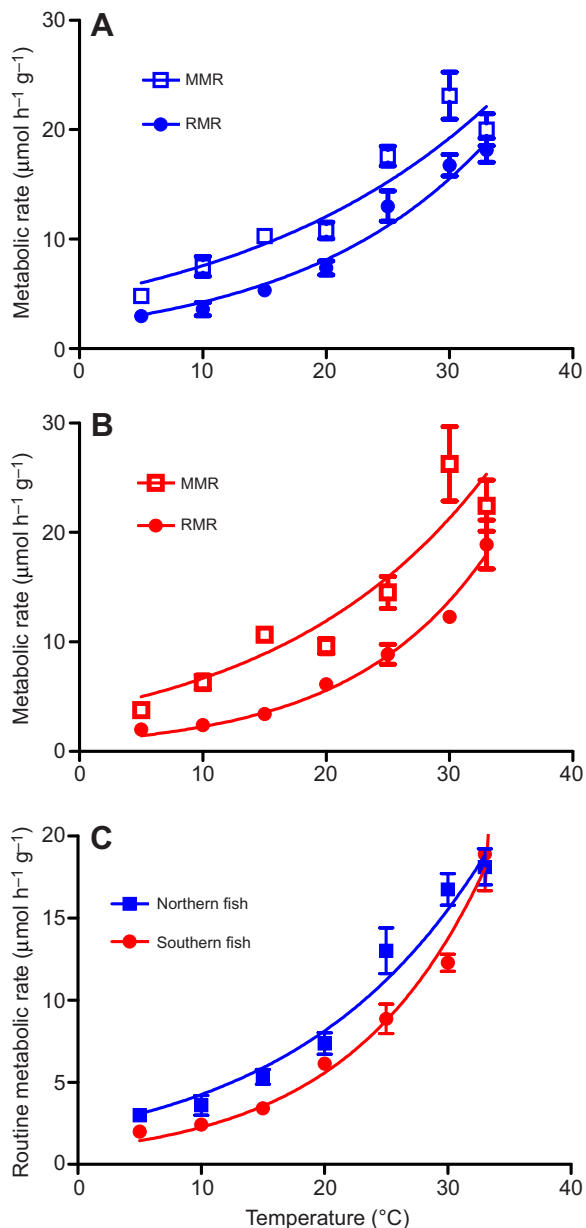 A
30
MMR
RMR
20
10
0
0
10
20
30
40
Metabolic rate (μmol h⁻¹ g⁻¹)
B
30
MMR
RMR
20
10
0
0
10
20
30
40
Metabolic rate (μmol h⁻¹ g⁻¹)
C
20
Northern fish
Southern fish
15
10
5
0
0
10
20
30
40
Routine metabolic rate (μmol h⁻¹ g⁻¹)
Temperature (°C)